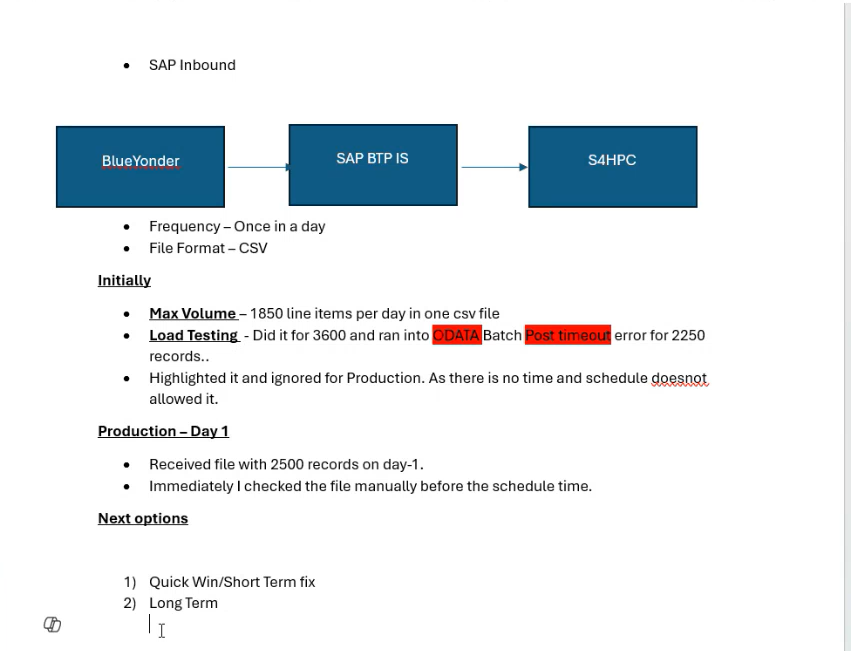 SAP Inbound
BlueYonder
SAP BTP IS
S4HPC
Frequency – Once in a day
File Format – CSV
Initially
Max Volume – 1850 line items per day in one csv file
Load Testing - Did it for 3600 and ran into ODATA Batch Post timeout error for 2250
records..
Highlighted it and ignored for Production. As there is no time and schedule doesnot
allowed it.
Production – Day 1
Received file with 2500 records on day-1.
Immediately I checked the file manually before the schedule time.
Next options
1) Quick Win/Short Term fix
2) Long Term